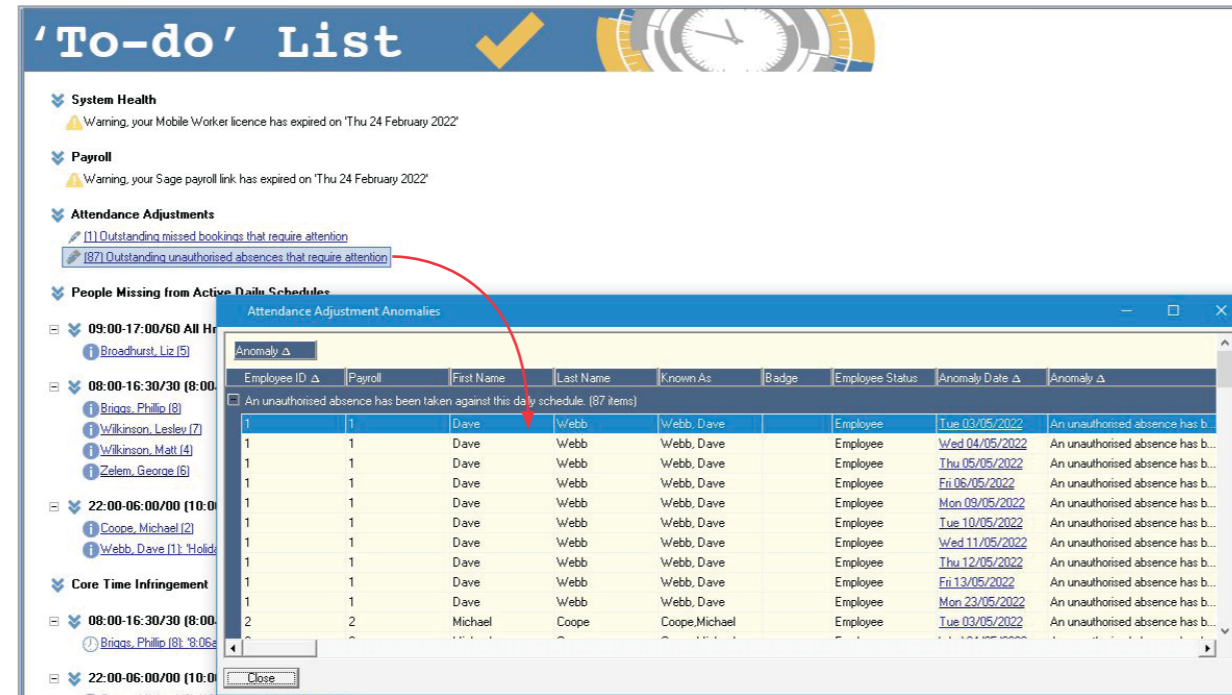 ‘To-do’ List
System Health
Warning, your Mobile Worker licence has expired on 'Thu 24 February 2022'
Payroll
Warning, your Sage payroll link has expired on 'Thu 24 February 2022'
Attendance Adjustments
[1] Outstanding missed bookings that require attention
[87] Outstanding unauthorised absences that require attention
People Missing from Active Daily Schedules
09:00-17:00/60 All Hr
Broadhurst, Liz [5]
08:00-16:30/30 (8:00
Briggs, Phillip [8]
Wilkinson, Lesley [7]
Wilkinson, Matt [4]
Zelem, George [6]
22:00-06:00/00 (10:0
Coope, Michael [2]
Webb, Dave [1]: 'Holid
Core Time Infringement
08:00-16:30/30 (8:00
Briggs, Phillip [8]: '8:06a
22:00-06:00/00 (10:0
Attendance Adjustment Anomalies
Anomaly
Employee ID Payroll First Name Last Name Known As Badge Employee Status Anomaly Date Anomaly
An unauthorised absence has been taken against this daily schedule. (87 items)
1 1 Dave Webb Webb, Dave Employee Tue 03/05/2022 An unauthorised absence has b...
1 1 Dave Webb Webb, Dave Employee Wed 04/05/2022 An unauthorised absence has b...
1 1 Dave Webb Webb, Dave Employee Thu 05/05/2022 An unauthorised absence has b...
1 1 Dave Webb Webb, Dave Employee Fri 06/05/2022 An unauthorised absence has b...
1 1 Dave Webb Webb, Dave Employee Mon 09/05/2022 An unauthorised absence has b...
1 1 Dave Webb Webb, Dave Employee Tue 10/05/2022 An unauthorised absence has b...
1 1 Dave Webb Webb, Dave Employee Wed 11/05/2022 An unauthorised absence has b...
1 1 Dave Webb Webb, Dave Employee Thu 12/05/2022 An unauthorised absence has b...
1 1 Dave Webb Webb, Dave Employee Fri 13/05/2022 An unauthorised absence has b...
1 1 Dave Webb Webb, Dave Employee Mon 23/05/2022 An unauthorised absence has b...
2 2 Michael Coope Coope,Michael Employee Tue 03/05/2022 An unauthorised absence has b...
Close